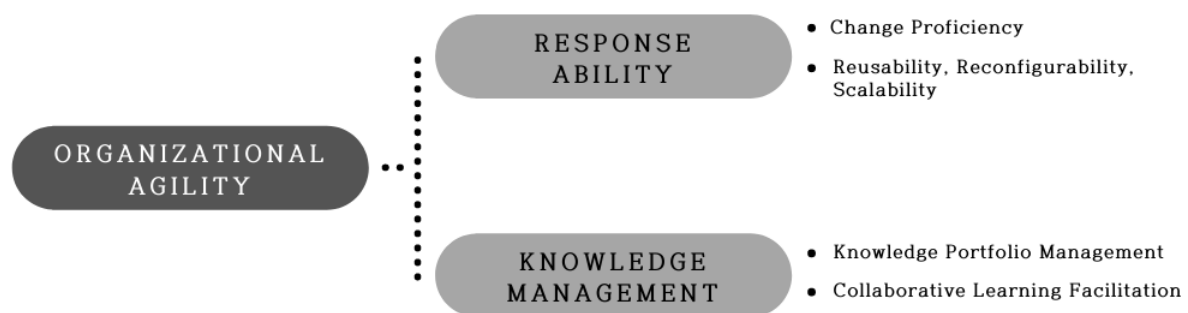 ORGANIZATIONAL
AGILITY
RESPONSE
ABILITY
• Change Proficiency
• Reusability, Reconfigurability,
Scalability
KNOWLEDGE
MANAGEMENT
• Knowledge Portfolio Management
• Collaborative Learning Facilitation